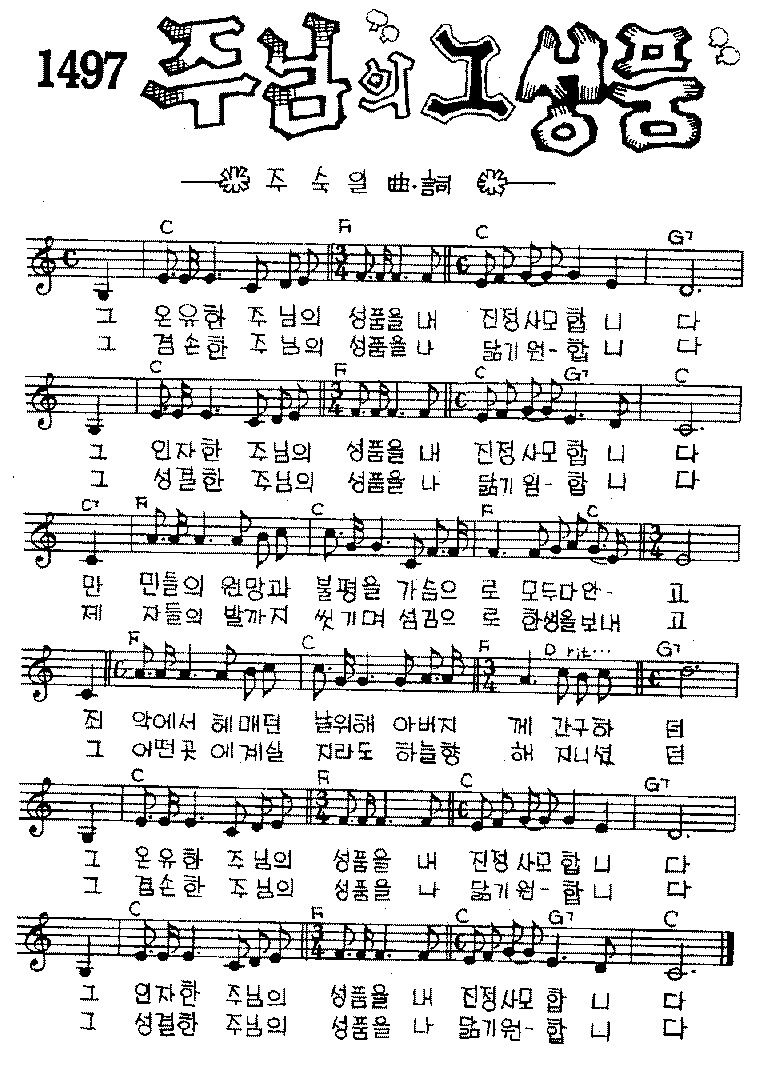 1497 주님의 그 성품
주숙일 曲·詞
C F C G7
그 온유한 주님의 성품을 내 진정사모합니다
그 겸손한 주님의 성품을 나 닮기원-합니다
C F C G7 C
그 인자한 주님의 성품을 내 진정사모합니다
그 성결한 주님의 성품을 나 닮기원-합니다
C7 F C F C
만 민들의 원망과 불평을 가슴으로 모두다안-고
제 자들의 발까지 씻기며 섬김으로 한생을보내고
F C F D rit... G7
죄 악에서 헤매던 날위해 아버지께 간구하던
그 어떤곳에계실지라도 하늘향해 지니셨던
C F C G7
그 온유한 주님의 성품을 내 진정사모합니다
그 겸손한 주님의 성품을 나 닮기원-합니다
C F C G7 C
그 인자한 주님의 성품을 내 진정사모합니다
그 성결한 주님의 성품을 나 닮기원-합니다